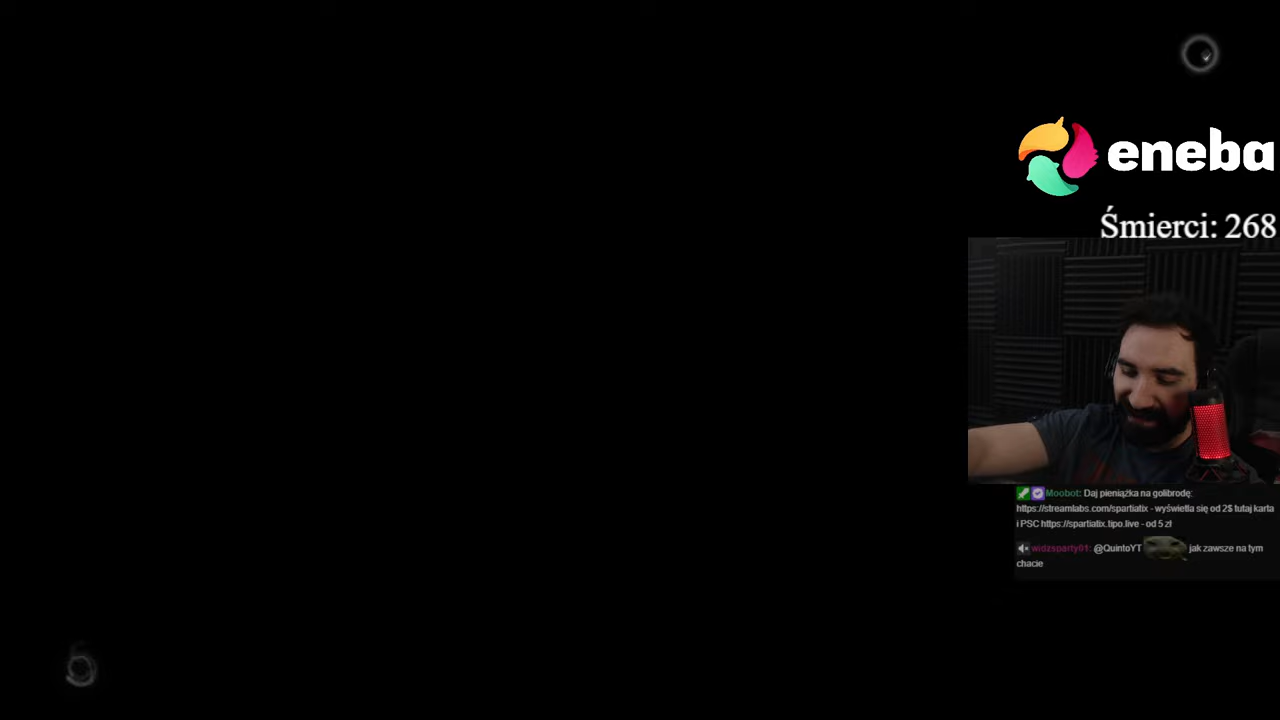 eneba
Śmierci: 268
Moobot: Daj pieniążka na golibrodę:
https://streamlabs.com/spartiatix - wyświetla się od 2$ tutaj karta
i PSC https://spartiatix.tipo.live - od 5 zł
widzsparty01: @QuintoYT jak zawsze na tym
chacie